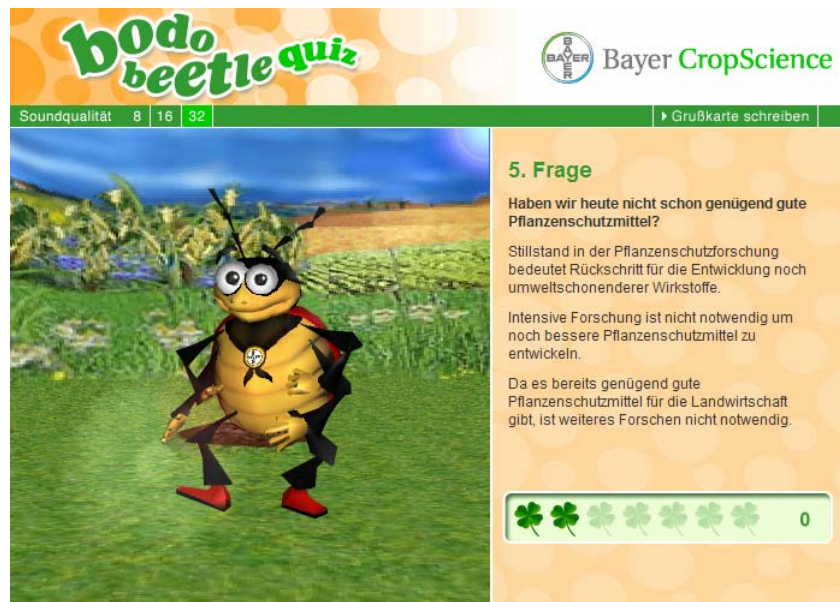 bodo
beetle quiz
BAYER
BAYER
Bayer CropScience
Soundqualität 8 16 32
Grußkarte schreiben
5. Frage
Haben wir heute nicht schon genügend gute
Pflanzenschutzmittel?
Stillstand in der Pflanzenschutzforschung
bedeutet Rückschritt für die Entwicklung noch
umweltschonenderer Wirkstoffe.
Intensive Forschung ist nicht notwendig um
noch bessere Pflanzenschutzmittel zu
entwickeln.
Da es bereits genügend gute
Pflanzenschutzmittel für die Landwirtschaft
gibt, ist weiteres Forschen nicht notwendig.
0